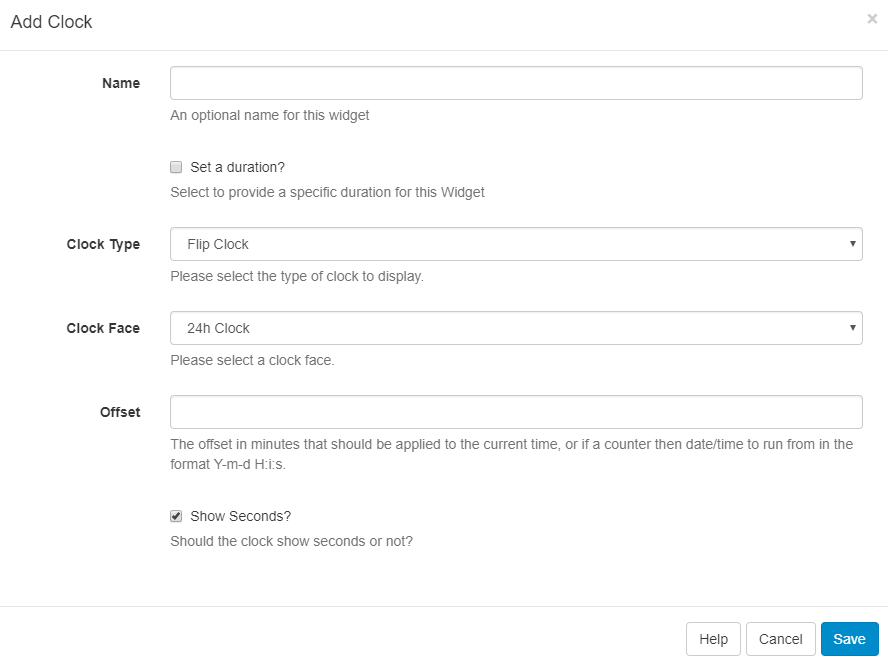 Add Clock
×
Name
An optional name for this widget
Set a duration?
Select to provide a specific duration for this Widget
Clock Type
Flip Clock
Please select the type of clock to display.
Clock Face
24h Clock
Please select a clock face.
Offset
The offset in minutes that should be applied to the current time, or if a counter then date/time to run from in the
format Y-m-d H:i:s.
Show Seconds?
Should the clock show seconds or not?
Help
Cancel
Save